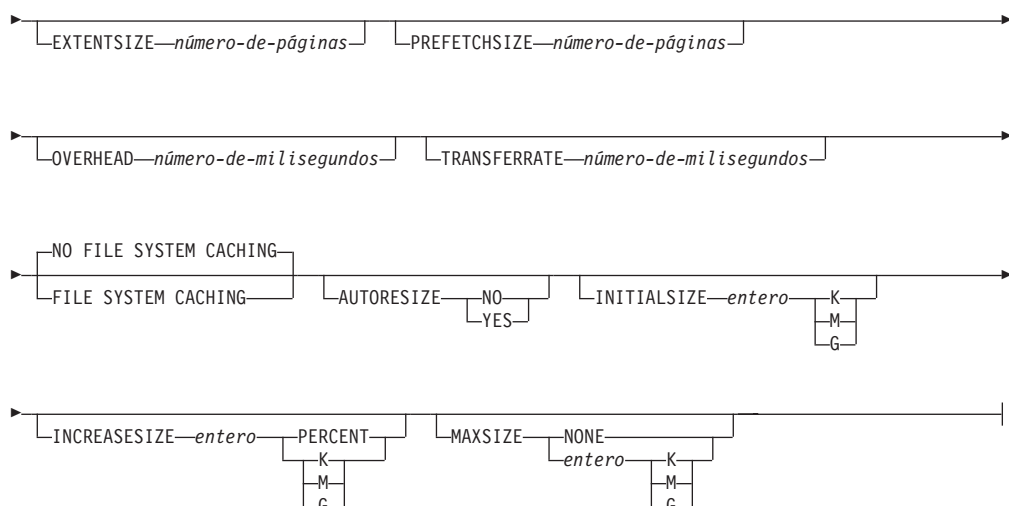 EXTENTSIZE número-de-páginas PREFETCHSIZE número-de-páginas
OVERHEAD número-de-milisegundos TRANSFERRATE número-de-milisegundos
NO FILE SYSTEM CACHING
FILE SYSTEM CACHING AUTORESIZE NO INITIALSIZE entero K
YES M
G
INCREASESIZE entero PERCENT MAXSIZE NONE
K entero K
M M
G G